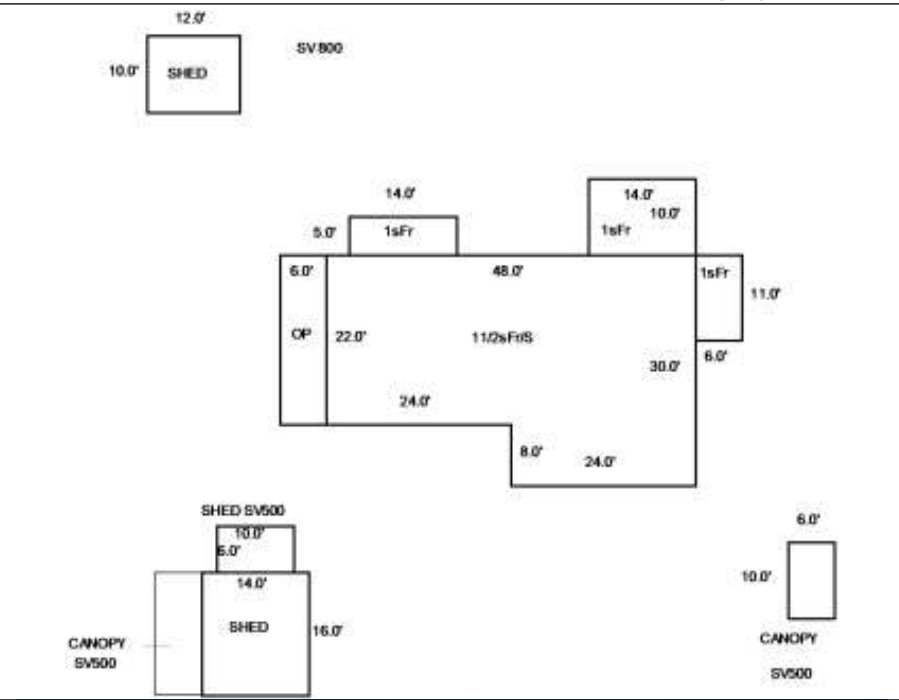 12.0'
SV800
10.0' SHED
14.0'
14.0'
10.0'
5.0' 1sFr
1sFr
6.0' 48.0' 1sFr
11.0'
OP 22.0' 11/2sFr/S
6.0'
30.0'
24.0'
8.0' 24.0'
SHED SV500
10.0'
6.0'
14.0'
SHED 16.0'
CANOPY
SV500
6.0'
10.0'
CANOPY
SV500